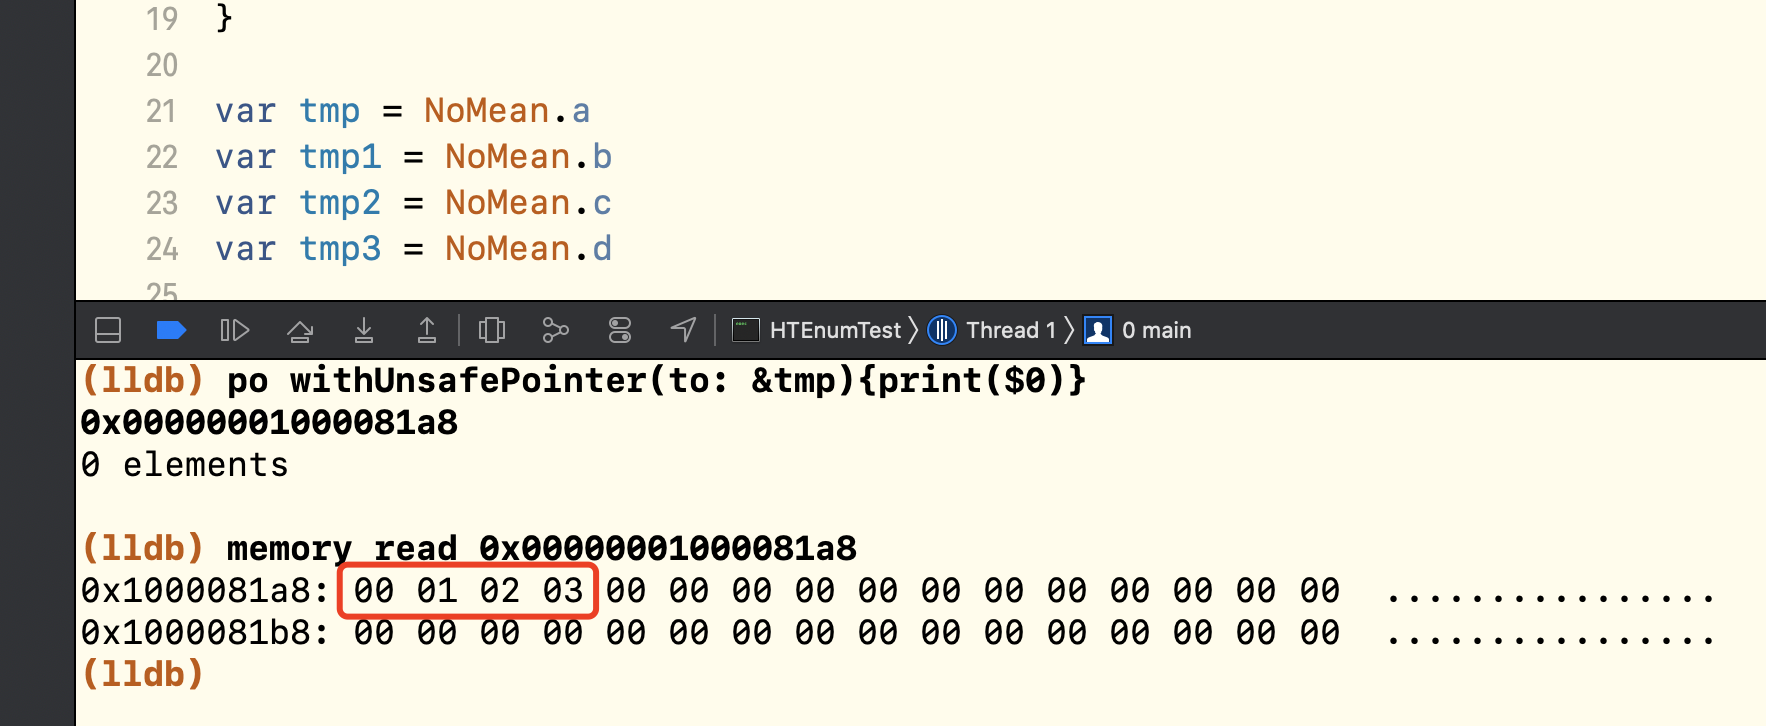 19 }
20
21 var tmp = NoMean.a
22 var tmp1 = NoMean.b
23 var tmp2 = NoMean.c
24 var tmp3 = NoMean.d
25
HTEnumTest 〉 Thread 1 〉 0 main
(lldb) po withUnsafePointer(to: &tmp){print($0)}
0x00000001000081a8
0 elements
(lldb) memory read 0x00000001000081a8
0x1000081a8: 00 01 02 03 00 00 00 00 00 00 00 00 00 00 00 00 ................
0x1000081b8: 00 00 00 00 00 00 00 00 00 00 00 00 00 00 00 00 ................
(lldb)